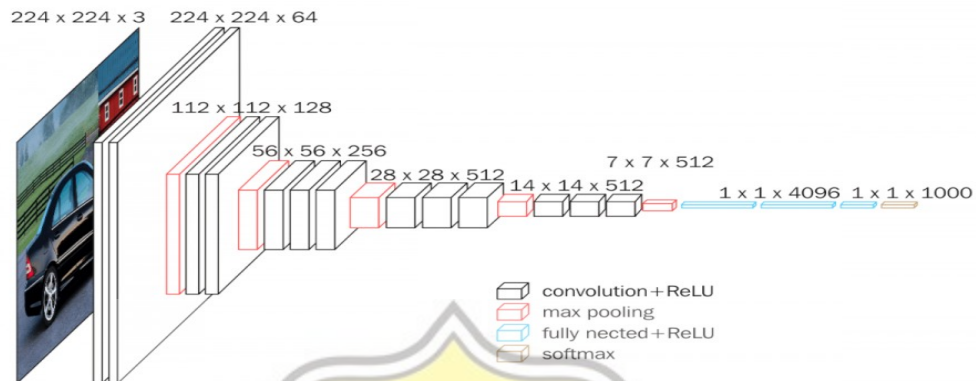 224 x 224 x 3
224 x 224 x 64
112 x 112 x 128
56 x 56 x 256
28 x 28 x 512
14 x 14 x 512
7 x 7 x 512
1 x 1 x 4096
1 x 1 x 1000
convolution+ReLU
max pooling
fully nected+ReLU
softmax